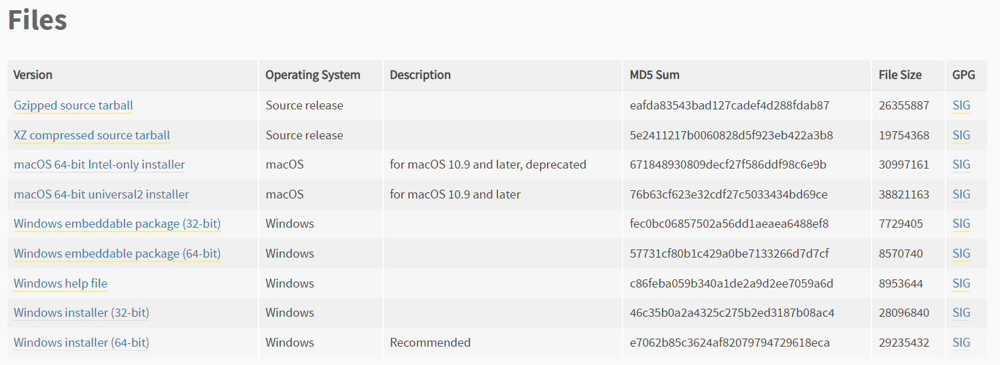 Files
Version Operating System Description MD5 Sum File Size GPG
Gzipped source tarball Source release eafda83543bad127cadef4d288fdab87 26355887 SIG
XZ compressed source tarball Source release 5e2411217b0060828d5f923eb422a3b8 19754368 SIG
macOS 64-bit Intel-only installer macOS for macOS 10.9 and later, deprecated 671848930809decf27f586ddf98c6e9b 30997161 SIG
macOS 64-bit universal2 installer macOS for macOS 10.9 and later 76b63cf623e32cdf27c5033434bd69ce 38821163 SIG
Windows embeddable package (32-bit) Windows fec0bc06857502a56dd1aeaea6488ef8 7729405 SIG
Windows embeddable package (64-bit) Windows 57731cf80b1c429a0be7133266d7d7cf 8570740 SIG
Windows help file Windows c86feba059b340a1de2a9d2ee7059a6d 8953644 SIG
Windows installer (32-bit) Windows 46c35b0a2a4325c275b2ed3187b08ac4 28096840 SIG
Windows installer (64-bit) Windows Recommended e7062b85c3624af82079794729618eca 29235432 SIG